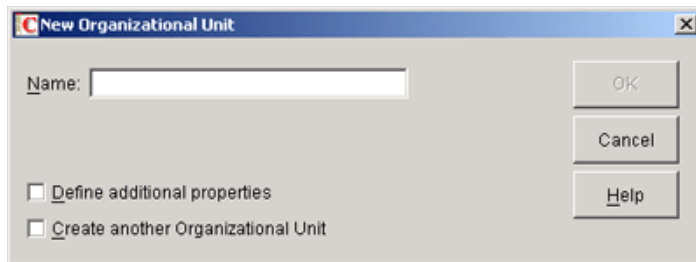 C New Organizational Unit
Name:
OK
Cancel
Define additional properties
Help
Create another Organizational Unit